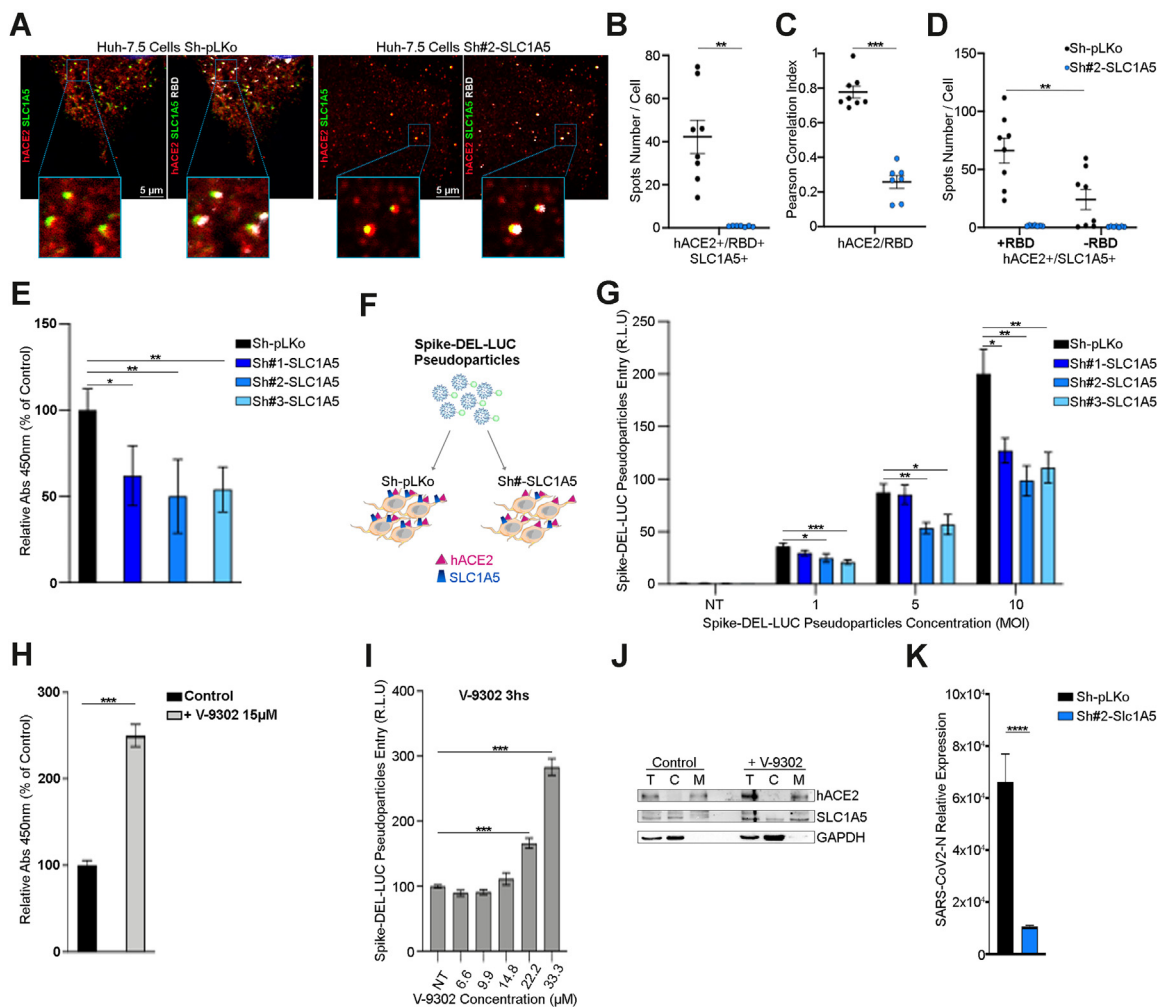 A
Huh-7.5 Cells Sh-pLKo
Huh-7.5 Cells Sh#2-SLC1A5
hACE2 SLC1A5
hACE2 SLC1A5 RBD
- hACE2 SLC1A5
hACE2 SLC1A5 RBD
5 µm
5 µm
B
**
Spots Number / Cell
80
60
40
20
0
hACE2+/RBD+
SLC1A5+
C
***
Pearson Correlation Index
1
0.8
0.6
0.4
0.2
0
hACE2/RBD
D
Sh-pLKo
Sh#2-SLC1A5
**
Spots Number / Cell
150
100
50
0
+RBD
-RBD
hACE2+/SLC1A5+
E
Relative Abs 450nm (% of Control)
150
100
50
0
**
**
*
Sh-pLKo
Sh#1-SLC1A5
Sh#2-SLC1A5
Sh#3-SLC1A5
F
Spike-DEL-LUC
Pseudoparticles
Sh-pLKo
Sh#-SLC1A5
hACE2
SLC1A5
G
Spike-DEL-LUC Pseudoparticles Entry (R.L.U)
250
200
150
100
50
0
***
*
*
**
**
**
*
Sh-pLKo
Sh#1-SLC1A5
Sh#2-SLC1A5
Sh#3-SLC1A5
NT
1
5
10
Spike-DEL-LUC Pseudoparticles Concentration (MOI)
H
Relative Abs 450nm (% of Control)
300
200
100
0
***
Control
+ V-9302 15µM
I
V-9302 3hs
Spike-DEL-LUC Pseudoparticles Entry (R.L.U)
400
300
200
100
0
***
***
NT
6.6
9.9
14.8
22.2
33.3
V-9302 Concentration (µM)
J
Control
+ V-9302
T C M
T C M
hACE2
SLC1A5
GAPDH
K
SARS-CoV2-N Relative Expression
10x10⁴
8x10⁴
6x10⁴
4x10⁴
2x10⁴
0
****
Sh-pLKo
Sh#2-Slc1A5